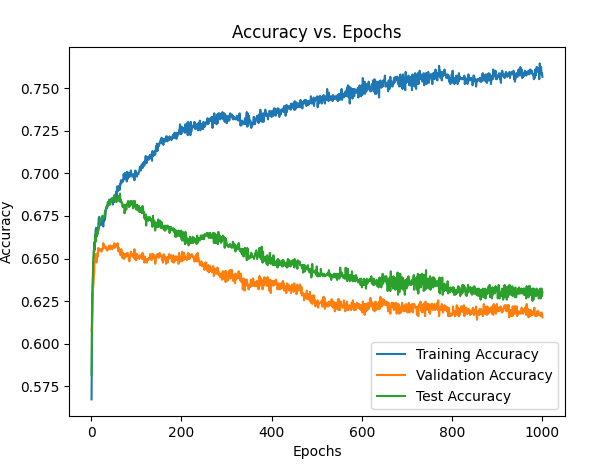 Accuracy vs. Epochs
0.750
0.725
0.700
0.675
0.650
0.625
0.600
0.575
Accuracy
0 200 400 600 800 1000
Epochs
Training Accuracy
Validation Accuracy
Test Accuracy